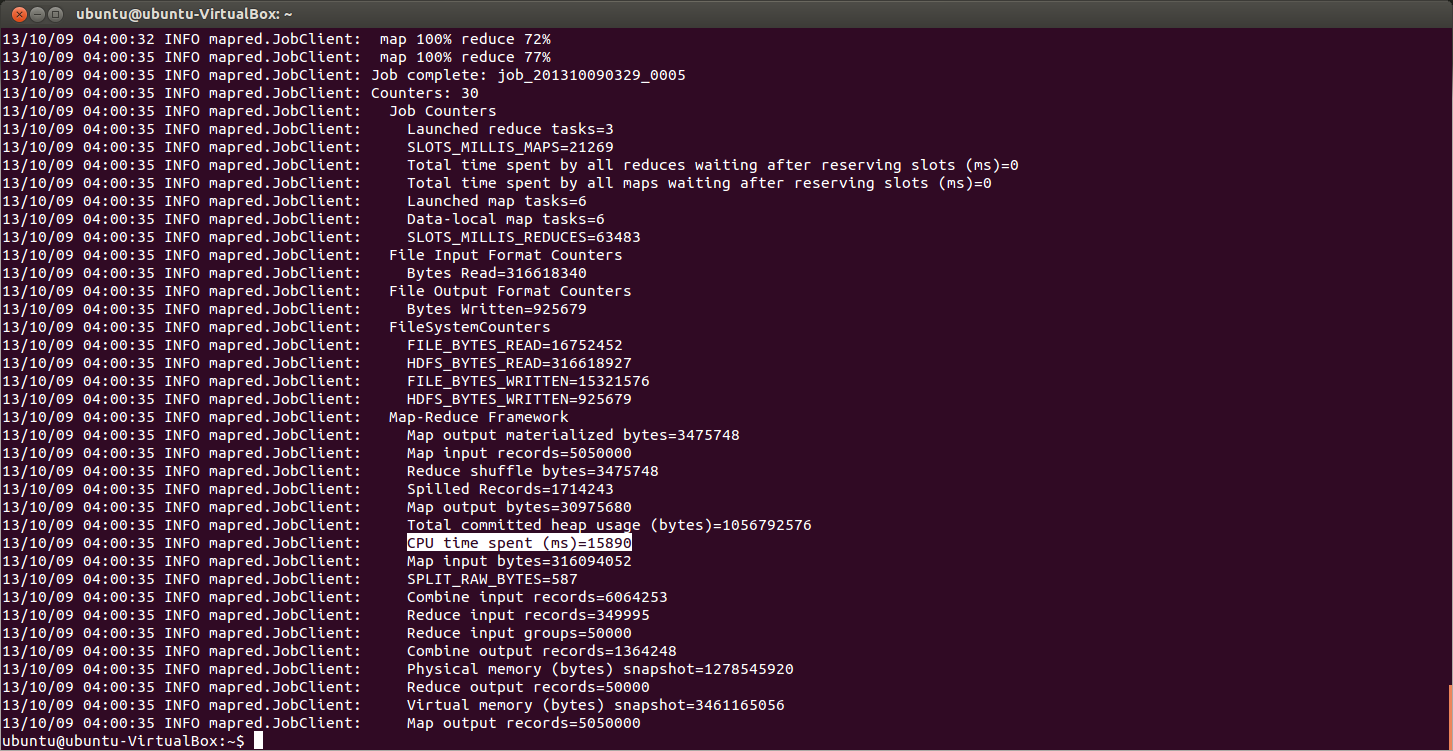 ubuntu@ubuntu-VirtualBox: ~
13/10/09 04:00:32 INFO mapred.JobClient:  map 100% reduce 72%
13/10/09 04:00:35 INFO mapred.JobClient:  map 100% reduce 77%
13/10/09 04:00:35 INFO mapred.JobClient: Job complete: job_201310090329_0005
13/10/09 04:00:35 INFO mapred.JobClient: Counters: 30
13/10/09 04:00:35 INFO mapred.JobClient:   Job Counters
13/10/09 04:00:35 INFO mapred.JobClient:     Launched reduce tasks=3
13/10/09 04:00:35 INFO mapred.JobClient:     SLOTS_MILLIS_MAPS=21269
13/10/09 04:00:35 INFO mapred.JobClient:     Total time spent by all reduces waiting after reserving slots (ms)=0
13/10/09 04:00:35 INFO mapred.JobClient:     Total time spent by all maps waiting after reserving slots (ms)=0
13/10/09 04:00:35 INFO mapred.JobClient:     Launched map tasks=6
13/10/09 04:00:35 INFO mapred.JobClient:     Data-local map tasks=6
13/10/09 04:00:35 INFO mapred.JobClient:     SLOTS_MILLIS_REDUCES=63483
13/10/09 04:00:35 INFO mapred.JobClient:   File Input Format Counters
13/10/09 04:00:35 INFO mapred.JobClient:     Bytes Read=316618340
13/10/09 04:00:35 INFO mapred.JobClient:   File Output Format Counters
13/10/09 04:00:35 INFO mapred.JobClient:     Bytes Written=925679
13/10/09 04:00:35 INFO mapred.JobClient:   FileSystemCounters
13/10/09 04:00:35 INFO mapred.JobClient:     FILE_BYTES_READ=16752452
13/10/09 04:00:35 INFO mapred.JobClient:     HDFS_BYTES_READ=316618927
13/10/09 04:00:35 INFO mapred.JobClient:     FILE_BYTES_WRITTEN=15321576
13/10/09 04:00:35 INFO mapred.JobClient:     HDFS_BYTES_WRITTEN=925679
13/10/09 04:00:35 INFO mapred.JobClient:   Map-Reduce Framework
13/10/09 04:00:35 INFO mapred.JobClient:     Map output materialized bytes=3475748
13/10/09 04:00:35 INFO mapred.JobClient:     Map input records=5050000
13/10/09 04:00:35 INFO mapred.JobClient:     Reduce shuffle bytes=3475748
13/10/09 04:00:35 INFO mapred.JobClient:     Spilled Records=1714243
13/10/09 04:00:35 INFO mapred.JobClient:     Map output bytes=30975680
13/10/09 04:00:35 INFO mapred.JobClient:     Total committed heap usage (bytes)=1056792576
13/10/09 04:00:35 INFO mapred.JobClient:     CPU time spent (ms)=15890
13/10/09 04:00:35 INFO mapred.JobClient:     Map input bytes=316094052
13/10/09 04:00:35 INFO mapred.JobClient:     SPLIT_RAW_BYTES=587
13/10/09 04:00:35 INFO mapred.JobClient:     Combine input records=6064253
13/10/09 04:00:35 INFO mapred.JobClient:     Reduce input records=349995
13/10/09 04:00:35 INFO mapred.JobClient:     Reduce input groups=50000
13/10/09 04:00:35 INFO mapred.JobClient:     Combine output records=1364248
13/10/09 04:00:35 INFO mapred.JobClient:     Physical memory (bytes) snapshot=1278545920
13/10/09 04:00:35 INFO mapred.JobClient:     Reduce output records=50000
13/10/09 04:00:35 INFO mapred.JobClient:     Virtual memory (bytes) snapshot=3461165056
13/10/09 04:00:35 INFO mapred.JobClient:     Map output records=5050000
ubuntu@ubuntu-VirtualBox:~$